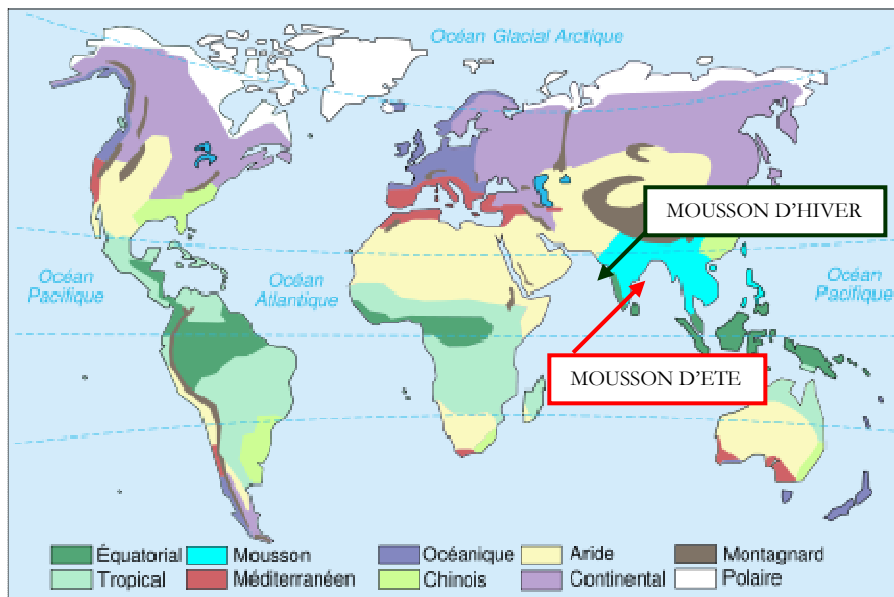 Océan Glacial Arctique
MOUSSON D’HIVER
Océan
Pacifique
Océan
Atlantique
Océan
Pacifique
MOUSSON D’ETE
Équatorial
Mousson
Océanique
Aride
Montagnard
Tropical
Méditerranéen
Chinois
Continental
Polaire